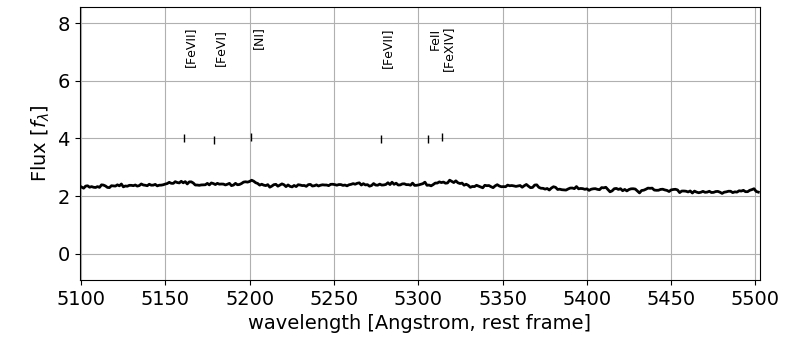 [FeVII]
[FeVI]
[NI]
[FeVII]
FeII
[FeXIV]
8
6
4
2
0
Flux [fλ]
5100 5150 5200 5250 5300 5350 5400 5450 5500
wavelength [Angstrom, rest frame]